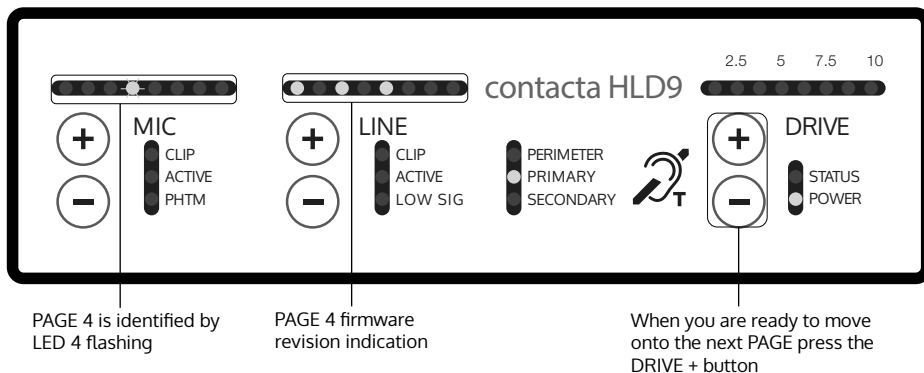 2.5 5 7.5 10
contacta HLD9
+ MIC
CLIP
ACTIVE
PHTM
−
+ LINE
CLIP
ACTIVE
LOW SIG
−
PERIMETER
PRIMARY
SECONDARY
T
+ DRIVE
STATUS
POWER
−
PAGE 4 is identified by
LED 4 flashing
PAGE 4 firmware
revision indication
When you are ready to move
onto the next PAGE press the
DRIVE + button